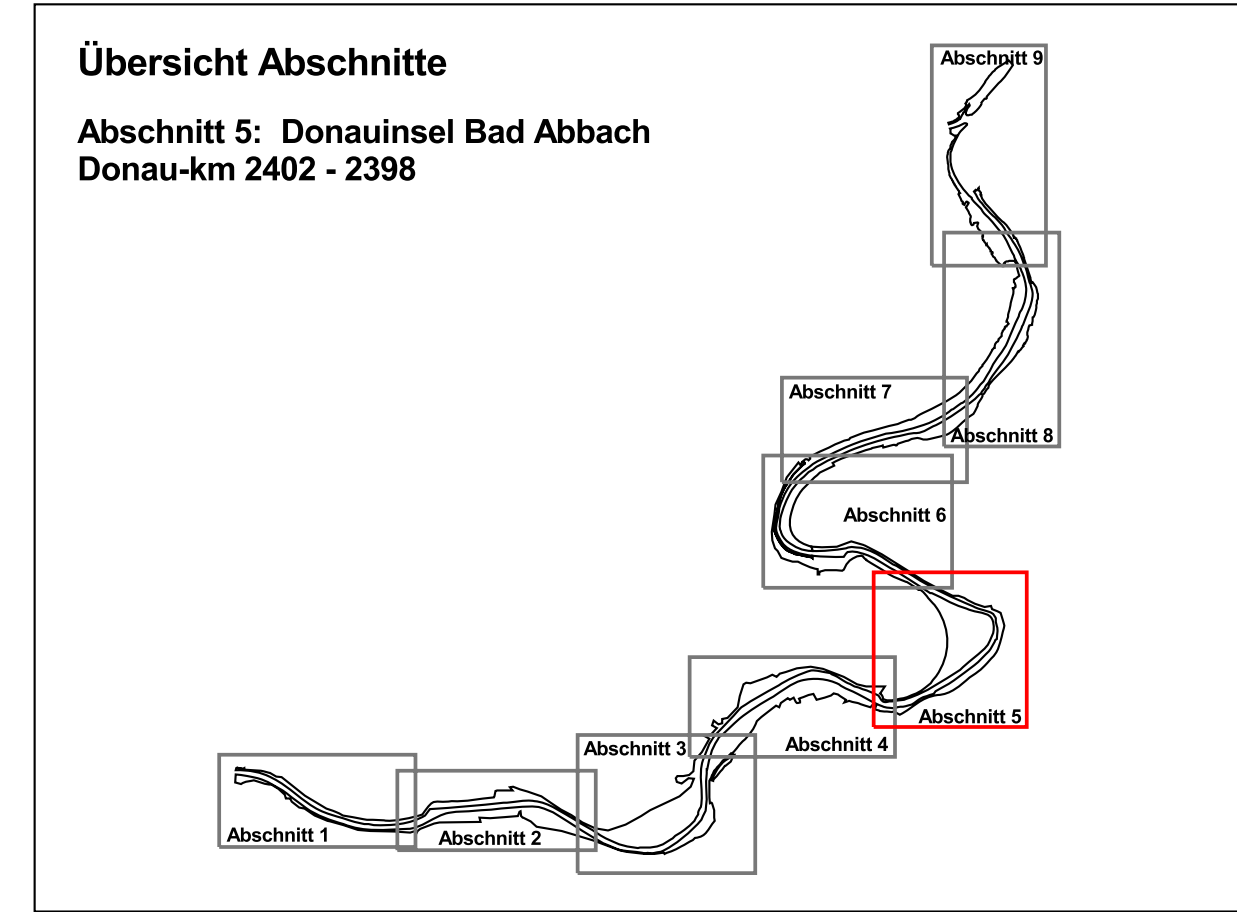 Übersicht Abschnitte
Abschnitt 5:  Donauinsel Bad Abbach
Donau-km 2402 - 2398
Abschnitt 9
Abschnitt 7
Abschnitt 8
Abschnitt 6
Abschnitt 5
Abschnitt 4
Abschnitt 3
Abschnitt 2
Abschnitt 1